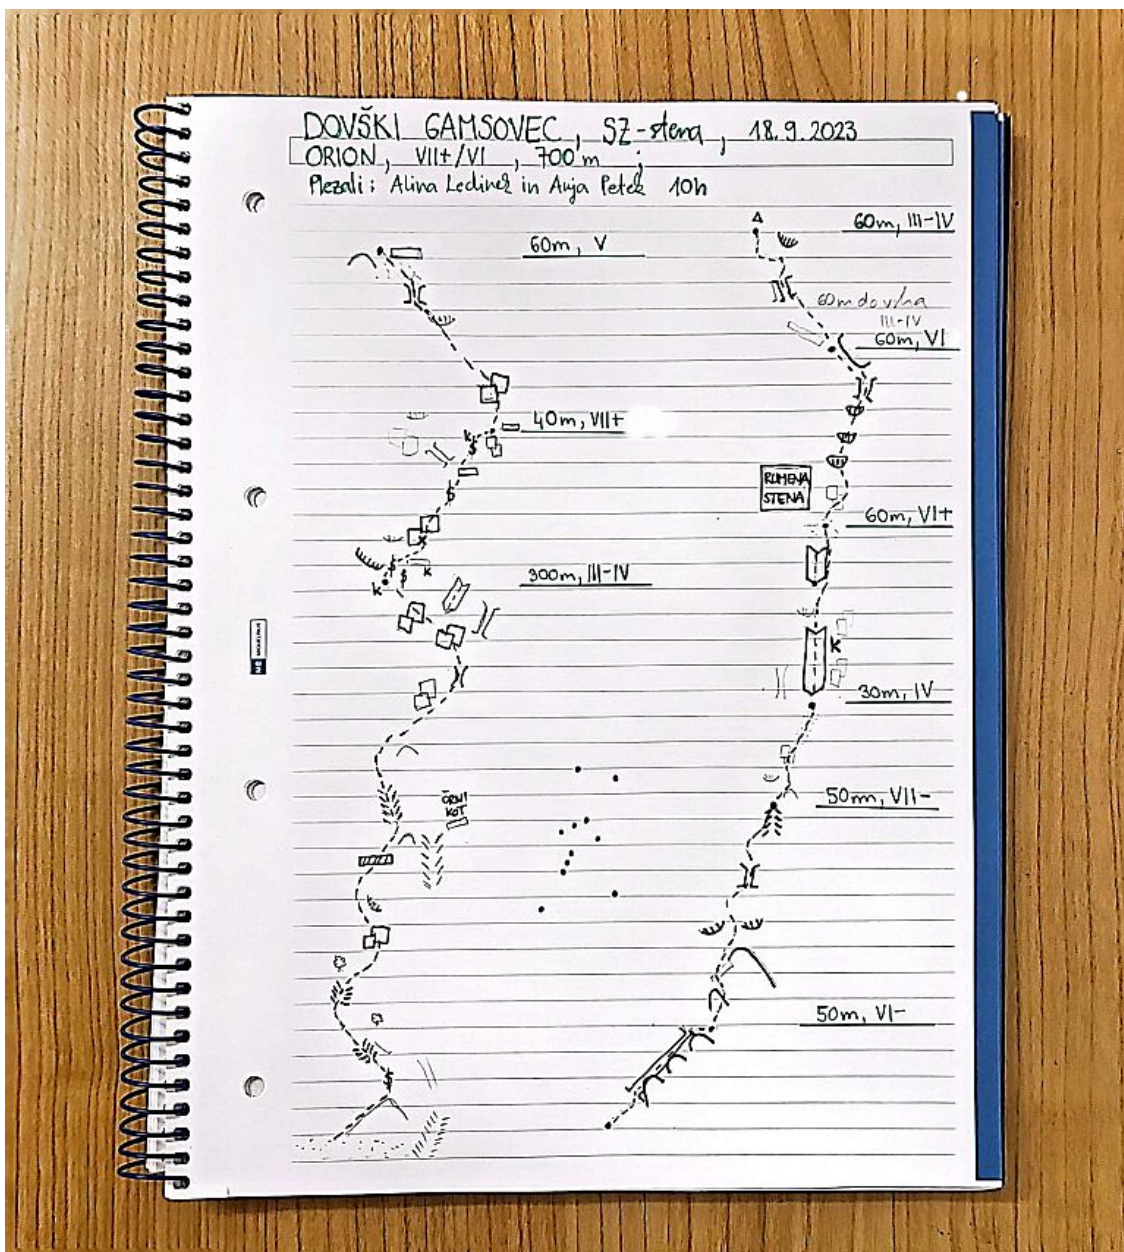 DOVŠKI GAMSOVEC, SZ-stena, 18.9.2023
ORION, VII+/VI, 700 m;
Plezali: Alina Ledinek in Anja Petek 10h
60m, V
40m, VII+
K
K
K
K
300m, III-IV
ČRNI
KOT
60m, III-IV
60m dovrha
III-IV
60m, VI
RUMENA
STENA
60m, VI+
K
30m, IV
50m, VII-
50m, VI-